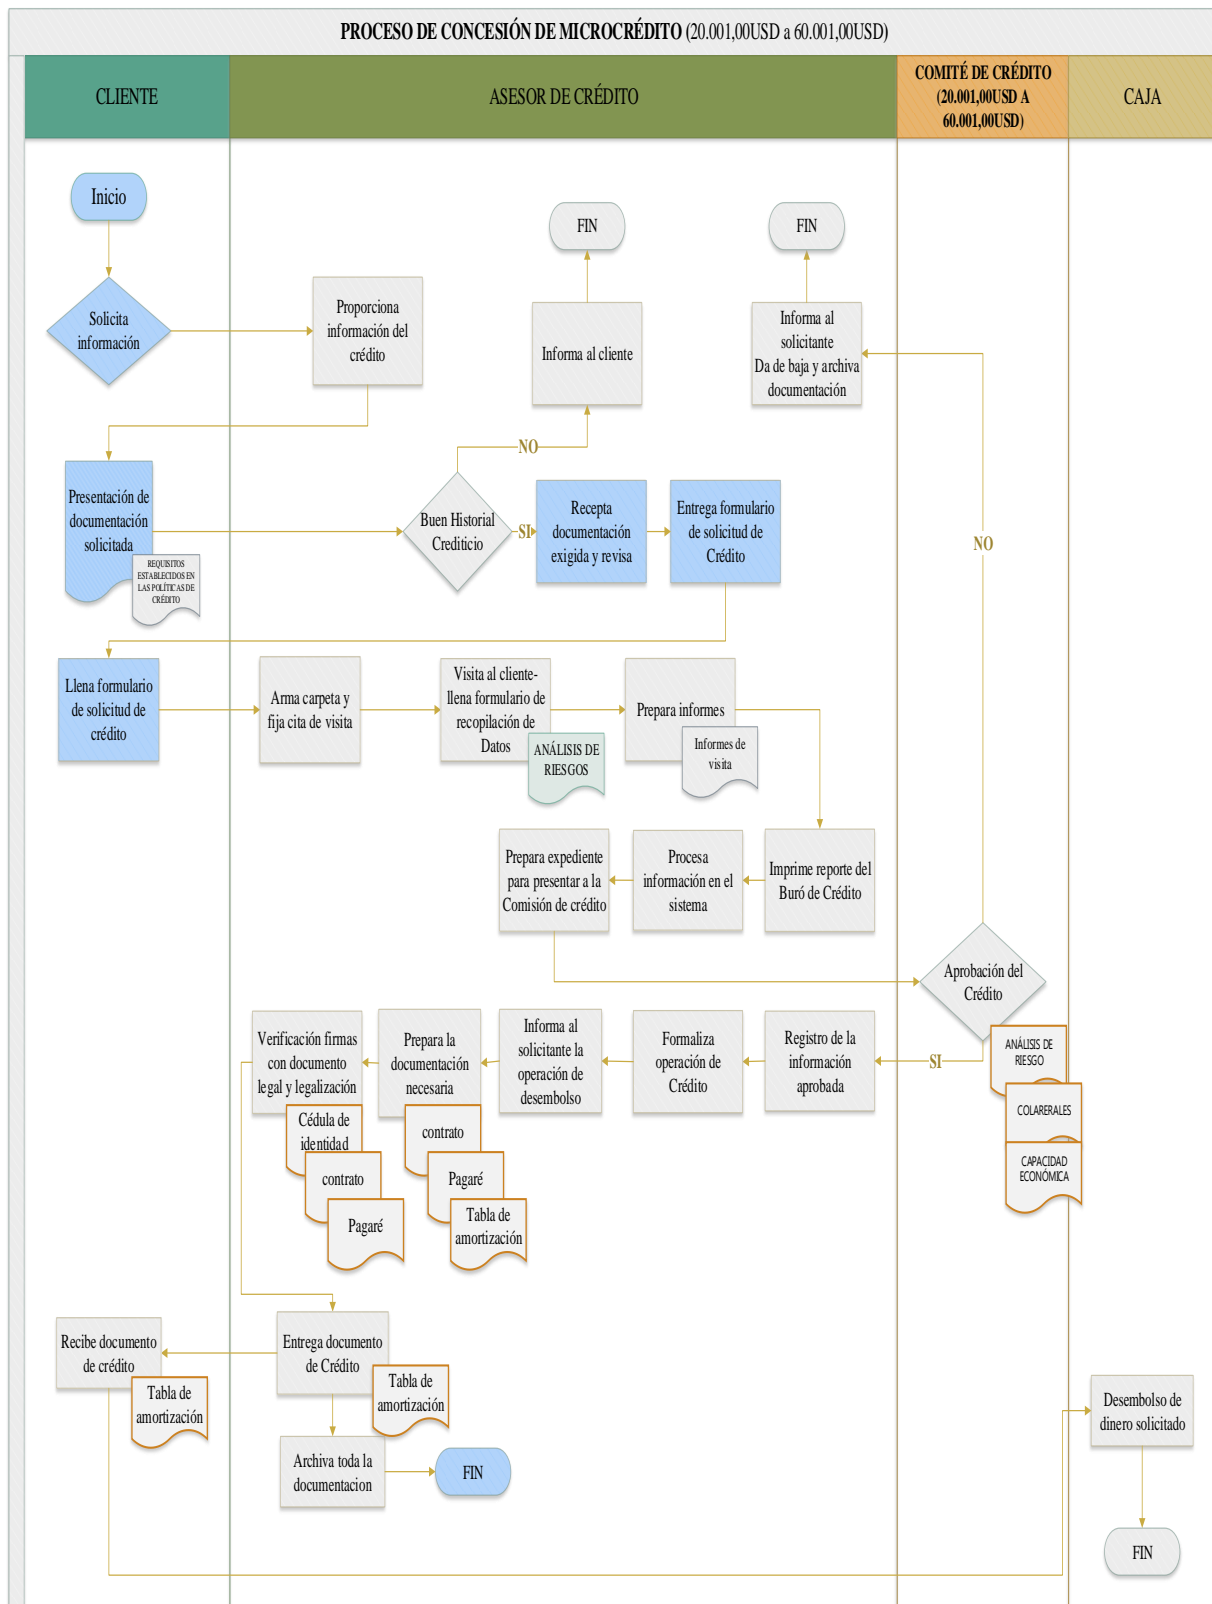 PROCESO DE CONCESIÓN DE MICROCRÉDITO (20.001,00USD a 60.001,00USD)
CLIENTE
ASESOR DE CRÉDITO
COMITÉ DE CRÉDITO
(20.001,00USD A
60.001,00USD)
CAJA
Inicio
FIN
FIN
Solicita
información
Proporciona
información del
crédito
Informa al cliente
Informa al
solicitante
Da de baja y archiva
documentación
NO
Presentación de
documentación
solicitada
REQUISITOS
ESTABLECIDOS EN
LAS POLÍTICAS DE
CRÉDITO
Buen Historial
Crediticio
SI
Recepta
documentación
exigida y revisa
Entrega formulario
de solicitud de
Crédito
NO
Llena formulario
de solicitud de
crédito
Arma carpeta y
fija cita de visita
Visita al cliente-
llena formulario de
recopilación de
Datos
ANÁLISIS DE
RIESGOS
Prepara informes
Informes de
visita
Prepara expediente
para presentar a la
Comisión de crédito
Procesa
información en el
sistema
Imprime reporte del
Buró de Crédito
Aprobación del
Crédito
ANÁLISIS DE
RIESGO
COLARERALES
CAPACIDAD
ECONÓMICA
SI
Verificación firmas
con documento
legal y legalización
Cédula de
identidad
contrato
Pagaré
Prepara la
documentación
necesaria
contrato
Pagaré
Tabla de
amortización
Informa al
solicitante la
operación de
desembolso
Formaliza
operación de
Crédito
Registro de la
información
aprobada
Recibe documento
de crédito
Tabla de
amortización
Entrega documento
de Crédito
Tabla de
amortización
Desembolso de
dinero solicitado
Archiva toda la
documentacion
FIN
FIN